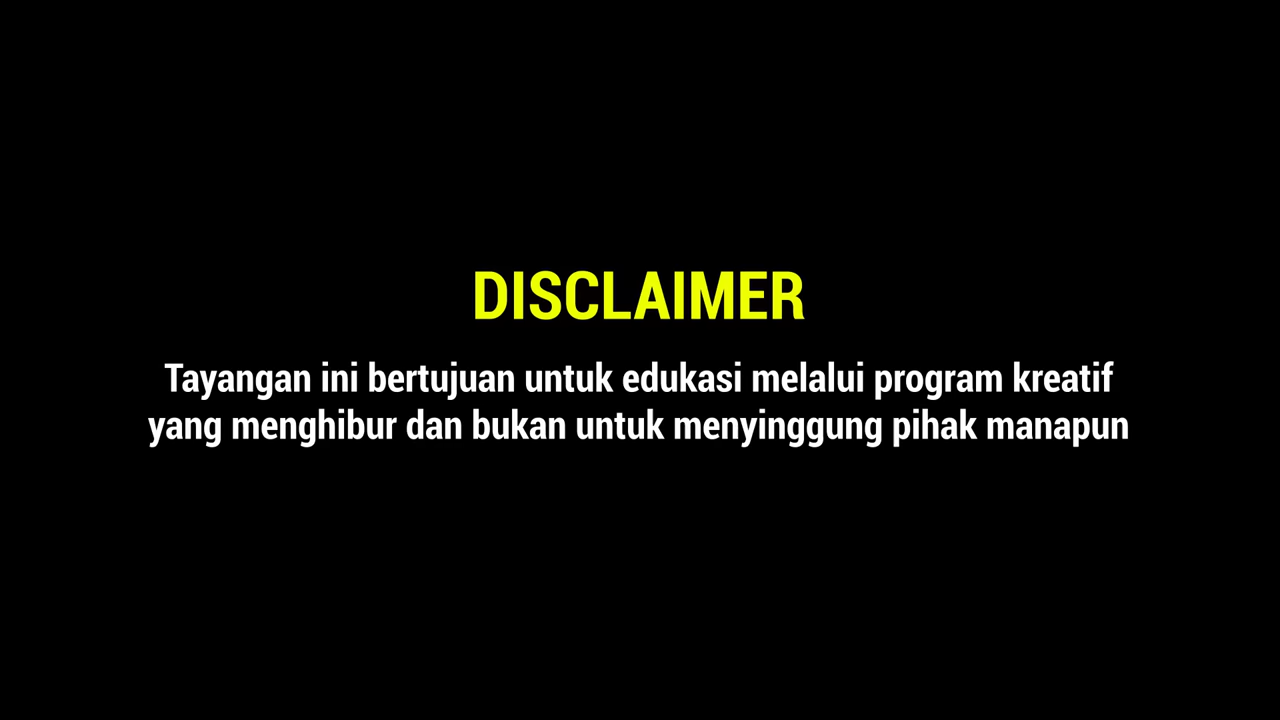 DISCLAIMER
Tayangan ini bertujuan untuk edukasi melalui program kreatif
yang menghibur dan bukan untuk menyinggung pihak manapun